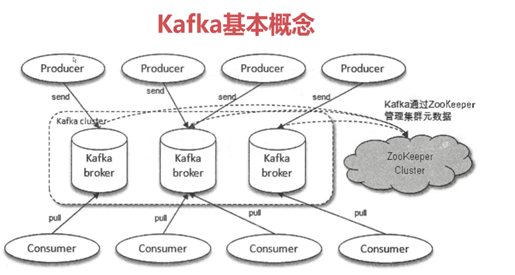 Kafka基本概念
Producer
Producer
Producer
Producer
send
send
send
send
Kafka通过ZooKeeper
管理集群元数据
Kafka cluster
Kafka
broker
Kafka
broker
Kafka
broker
ZooKeeper
Cluster
pull
pull
pull
pull
Consumer
Consumer
Consumer
Consumer